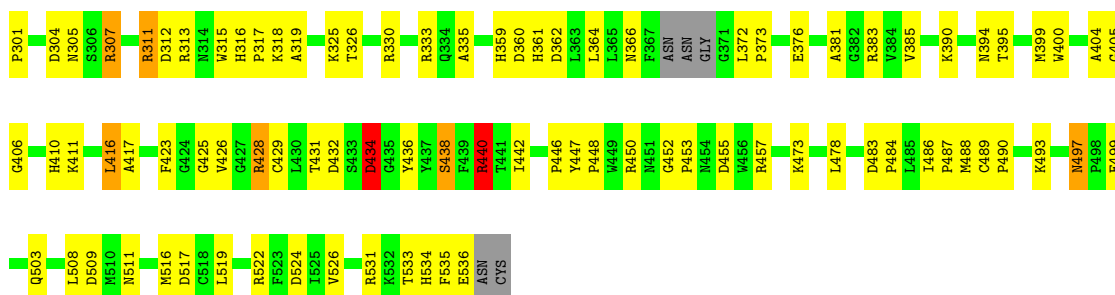 P301 D304 N305 S306 R307 R311 D312 R313 N314 W315 H316 P317 K318 A319 K325 T326 R330 R333 Q334 A335 H359 D360 H361 D362 L363 L364 L365 N366 F367 ASN ASN GLY G371 L372 P373 E376 A381 G382 R383 V384 V385 K390 N394 T395 M399 W400 A404
G406 H410 K411 L416 A417 F423 G424 G425 V426 G427 R428 C429 L430 T431 D432 S433 D434 G435 Y436 Y437 S438 F439 R440 T441 I442 P446 Y447 P448 W449 R450 N451 G452 P453 N454 D455 W456 R457 K473 L478 D483 P484 L485 I486 P487 M488 C489 P490 K493 N497 P498
Q503 L508 D509 M510 N511 M516 D517 C518 L519 R522 F523 D524 I525 V526 R531 K532 T533 H534 F535 E536 ASN CYS